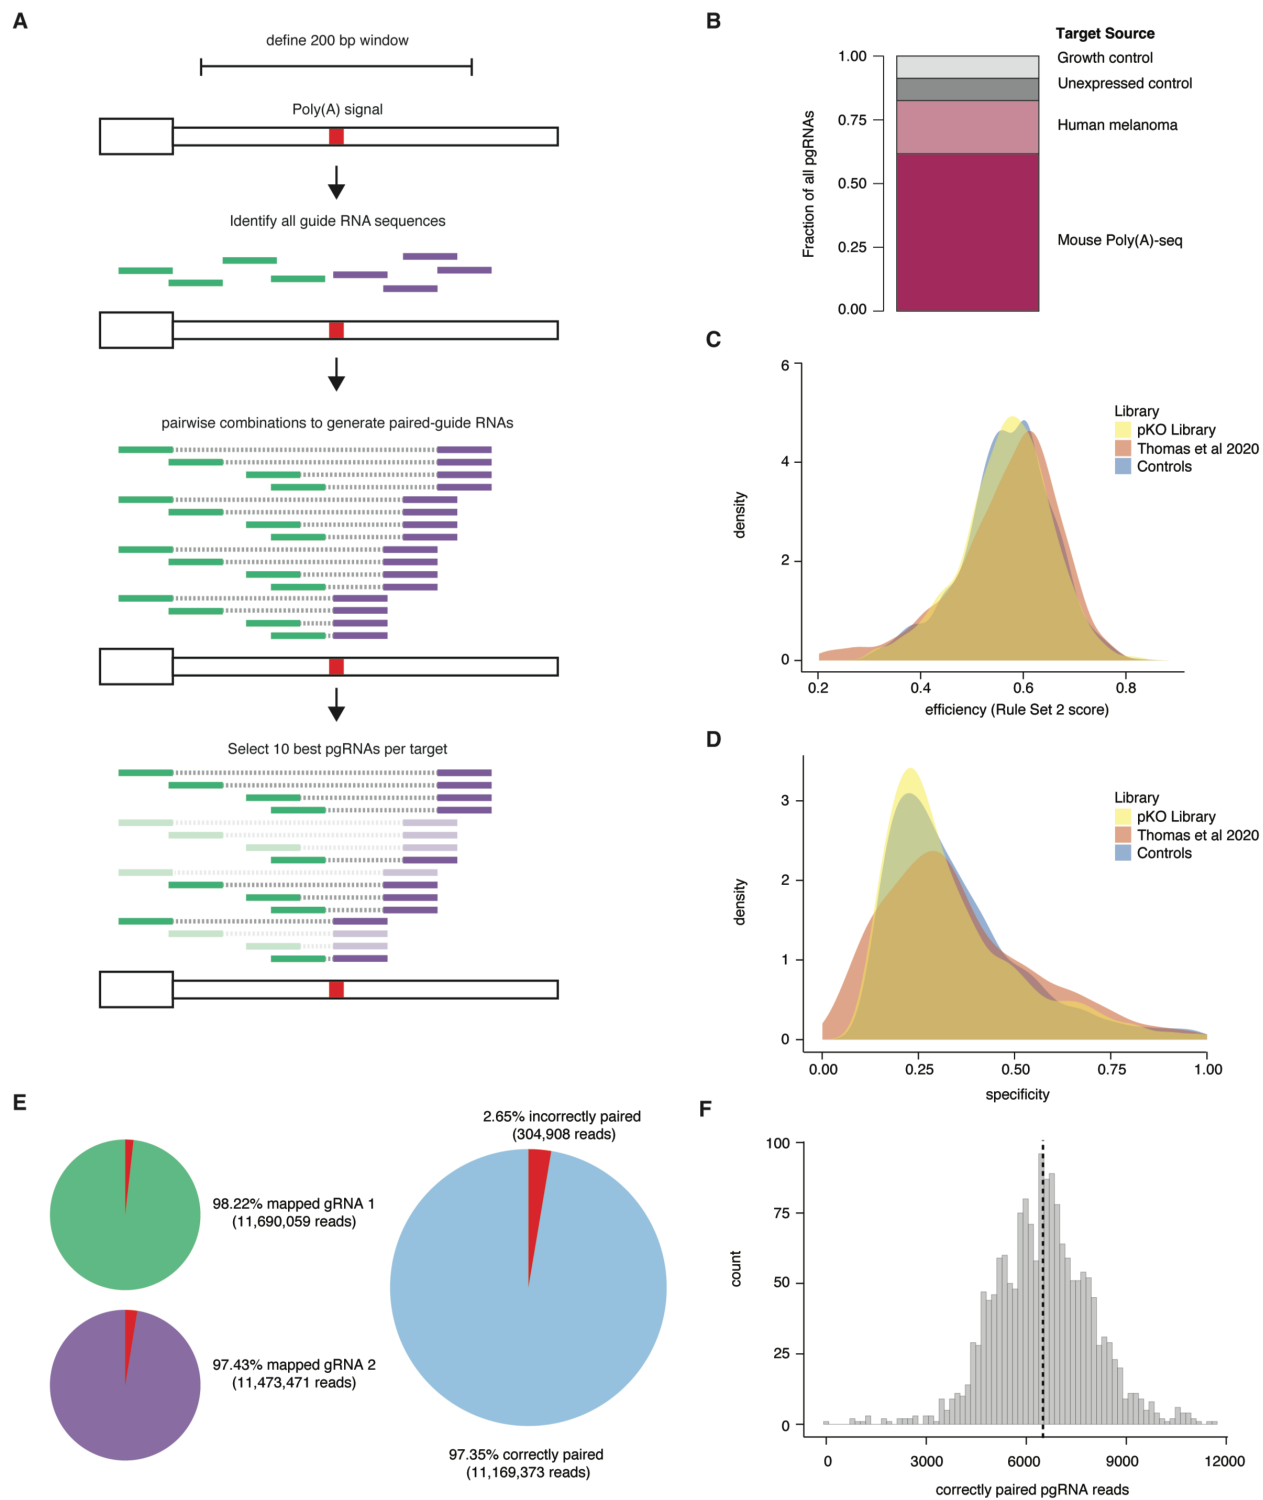 A
define 200 bp window
Poly(A) signal
Identify all guide RNA sequences
pairwise combinations to generate paired-guide RNAs
Select 10 best pgRNAs per target
B
Target Source
Growth control
Unexpressed control
Human melanoma
Mouse Poly(A)-seq
Fraction of all pgRNAs
1.00
0.75
0.50
0.25
0.00
C
6
4
2
0
density
0.2 0.4 0.6 0.8
efficiency (Rule Set 2 score)
Library
pKO Library
Thomas et al 2020
Controls
D
3
2
1
0
density
0.00 0.25 0.50 0.75 1.00
specificity
Library
pKO Library
Thomas et al 2020
Controls
E
98.22% mapped gRNA 1
(11,690,059 reads)
97.43% mapped gRNA 2
(11,473,471 reads)
2.65% incorrectly paired
(304,908 reads)
97.35% correctly paired
(11,169,373 reads)
F
100
75
50
25
0
count
0 3000 6000 9000 12000
correctly paired pgRNA reads